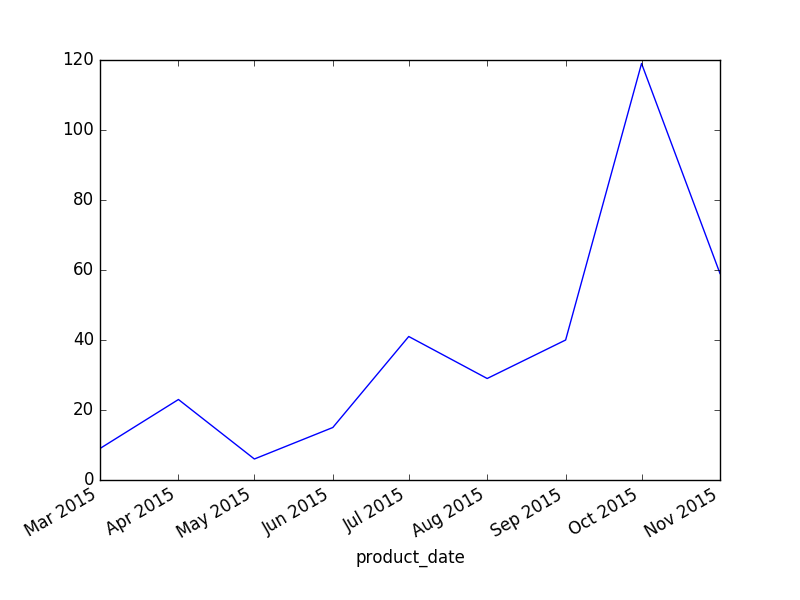 120
100
80
60
40
20
0
Mar 2015
Apr 2015
May 2015
Jun 2015
Jul 2015
Aug 2015
Sep 2015
Oct 2015
Nov 2015
product_date